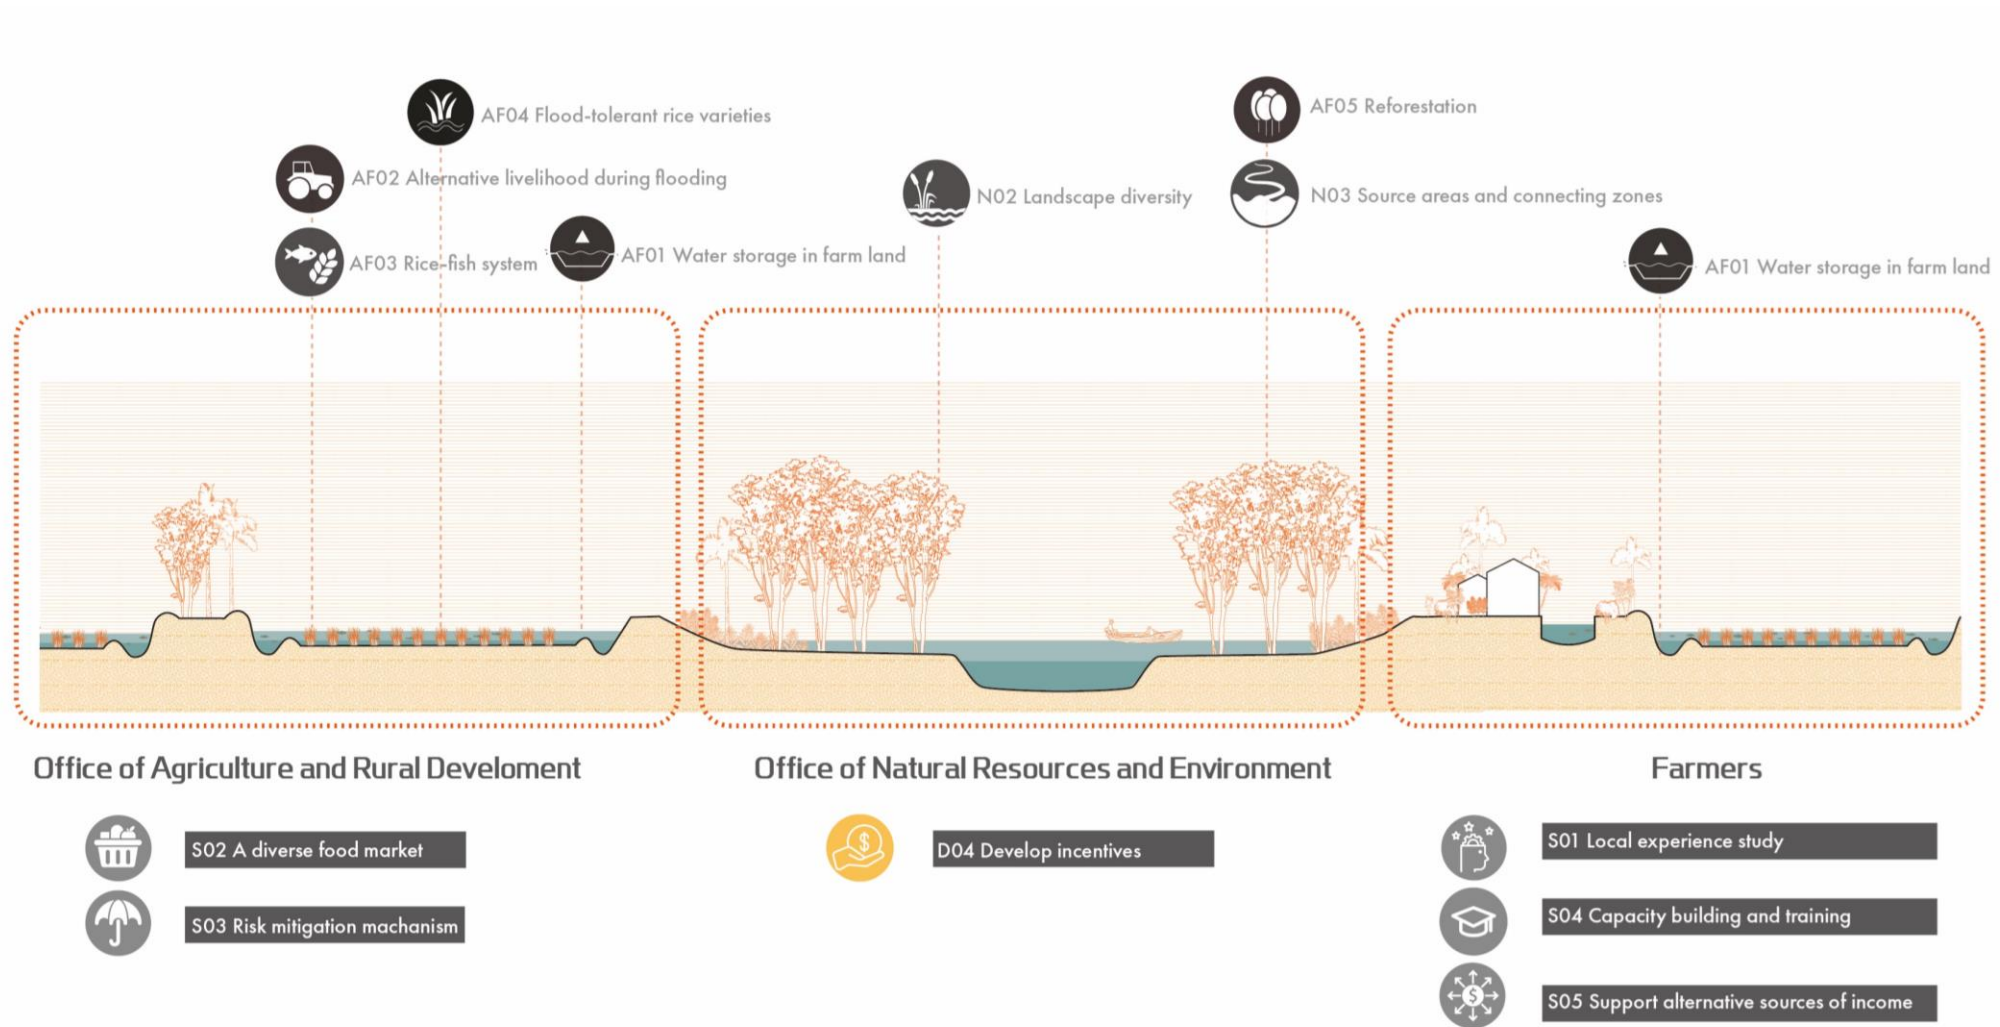 AF04 Flood-tolerant rice varieties
AF05 Reforestation
AF02 Alternative livelihood during flooding
N02 Landscape diversity
N03 Source areas and connecting zones
AF03 Rice-fish system
AF01 Water storage in farm land
AF01 Water storage in farm land
Office of Agriculture and Rural Develoment
Office of Natural Resources and Environment
Farmers
S02 A diverse food market
S03 Risk mitigation machanism
$
D04 Develop incentives
S01 Local experience study
S04 Capacity building and training
$
S05 Support alternative sources of income